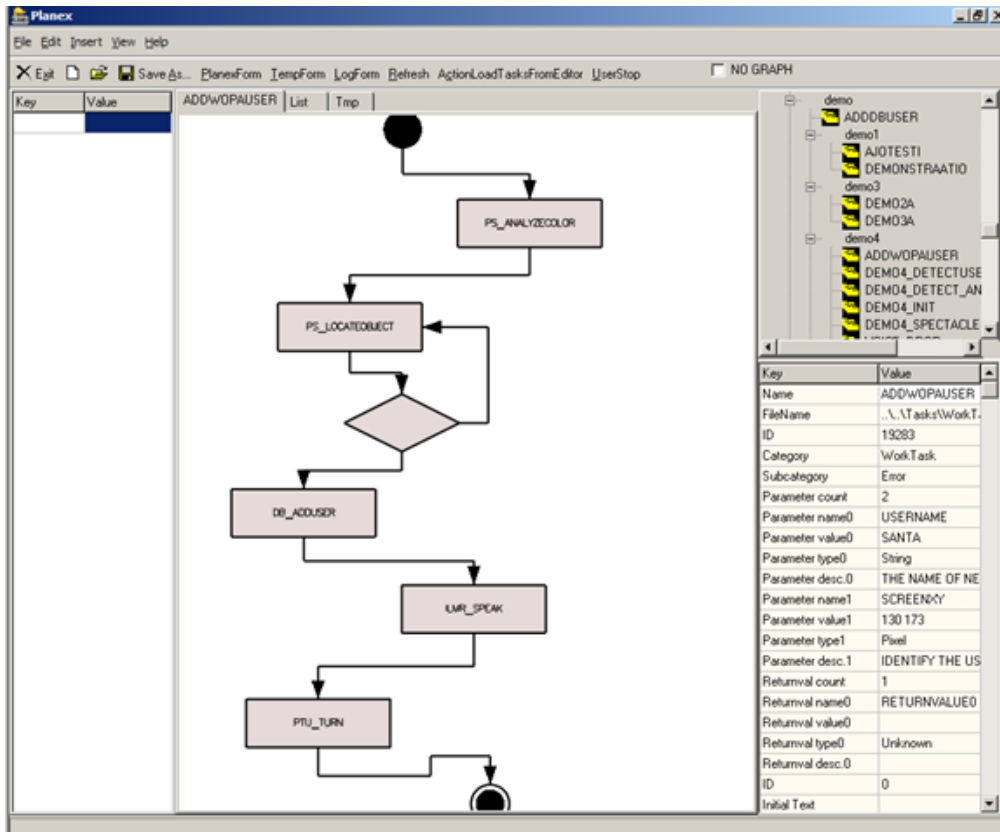 Planex
File Edit Insert View Help
Exit Save As... PlanexForm TempForm LogForm Refresh ActionLoadTasksFromEditor UserStop NO GRAPH
Key Value
ADDWOPAUSER List Tmp
PS_ANALYZECOLOR
PS_LOCATEOBJECT
DB_ADDUSER
ILMR_SPEAK
PTU_TURN
demo
ADDDBUSER
demo1
AJOTESTI
DEMONSTRAATIO
demo3
DEMO2A
DEMO3A
demo4
ADDWOPAUSER
DEMO4_DETECTUSE
DEMO4_DETECT_AN
DEMO4_INIT
DEMO4_SPECTACLE
Key Value
Name ADDWOPAUSER
FileName ..\..\Tasks\WorkT
ID 19283
Category WorkTask
Subcategory Error
Parameter count 2
Parameter name0 USERNAME
Parameter value0 SANTA
Parameter type0 String
Parameter desc.0 THE NAME OF NE
Parameter name1 SCREENXY
Parameter value1 130 173
Parameter type1 Pixel
Parameter desc.1 IDENTIFY THE US
Returnval count 1
Returnval name0 RETURNVALUE0
Returnval value0
Returnval type0 Unknown
Returnval desc.0
ID 0
Initial Text